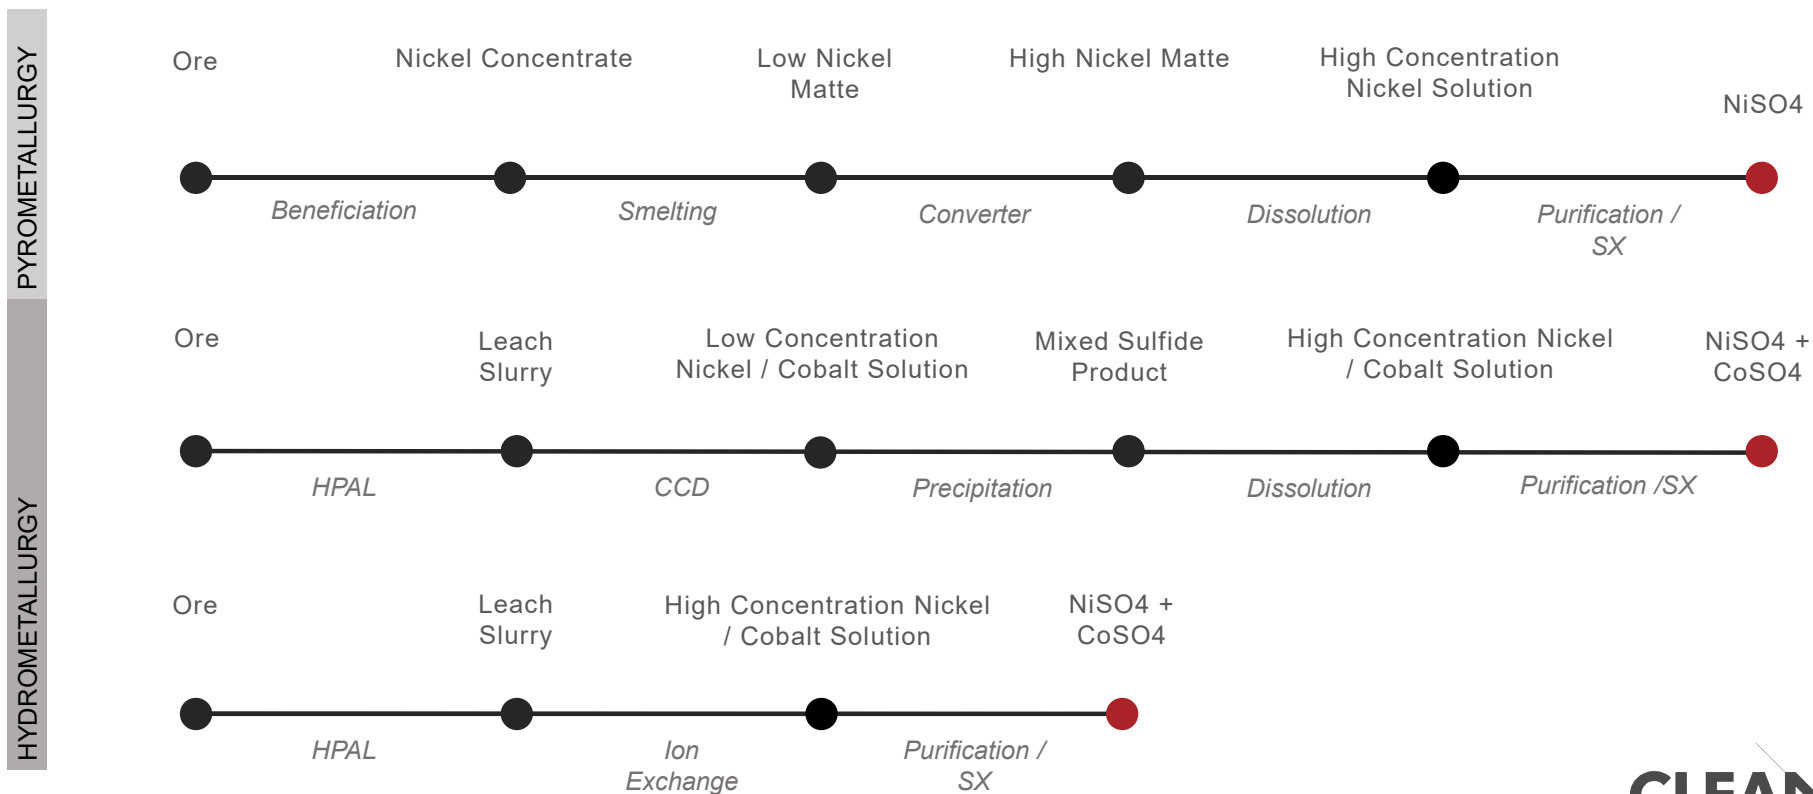 PYROMETALLURGY
Ore
Nickel Concentrate
Low Nickel
Matte
High Nickel Matte
High Concentration
Nickel Solution
NiSO4
Beneficiation
Smelting
Converter
Dissolution
Purification /
SX
HYDROMETALLURGY
Ore
Leach
Slurry
Low Concentration
Nickel / Cobalt Solution
Mixed Sulfide
Product
High Concentration Nickel
/ Cobalt Solution
NiSO4 +
CoSO4
HPAL
CCD
Precipitation
Dissolution
Purification /SX
Ore
Leach
Slurry
High Concentration Nickel
/ Cobalt Solution
NiSO4 +
CoSO4
HPAL
Ion
Exchange
Purification /
SX
CLEAN